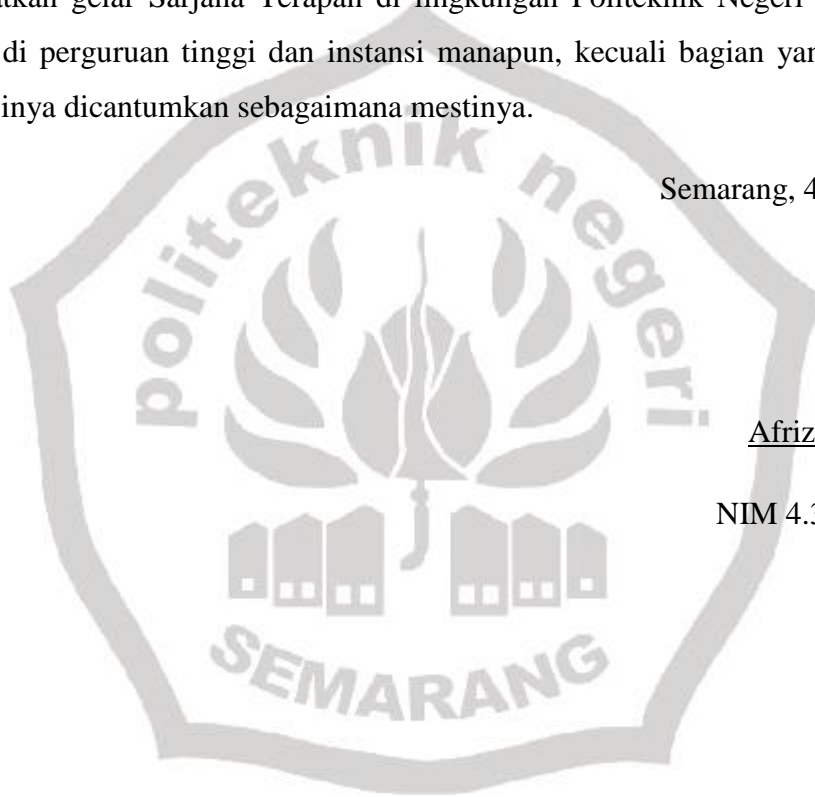 atkan gelar Sarjana Terapan di lingkungan Politeknik Negeri
di perguruan tinggi dan instansi manapun, kecuali bagian yan
inya dicantumkan sebagaimana mestinya.
Semarang, 4
Afriz
NIM 4.3
politeknik negeri
SEMARANG